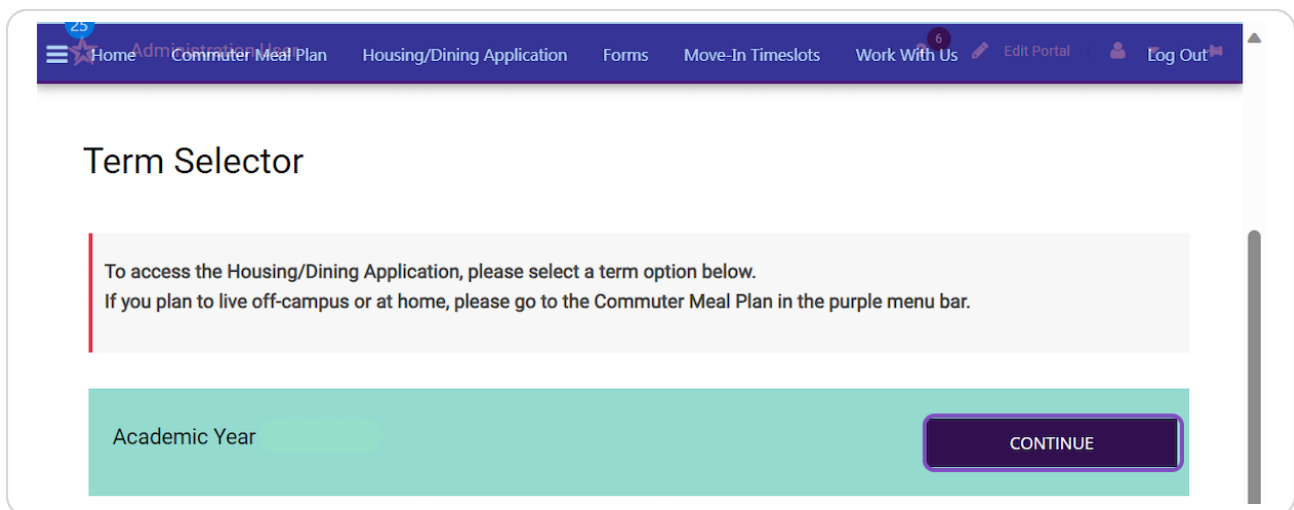 25
Home Administration User Commuter Meal Plan Housing/Dining Application Forms Move-In Timeslots Work With Us 6 Edit Portal Log Out
Term Selector
To access the Housing/Dining Application, please select a term option below.
If you plan to live off-campus or at home, please go to the Commuter Meal Plan in the purple menu bar.
Academic Year
CONTINUE